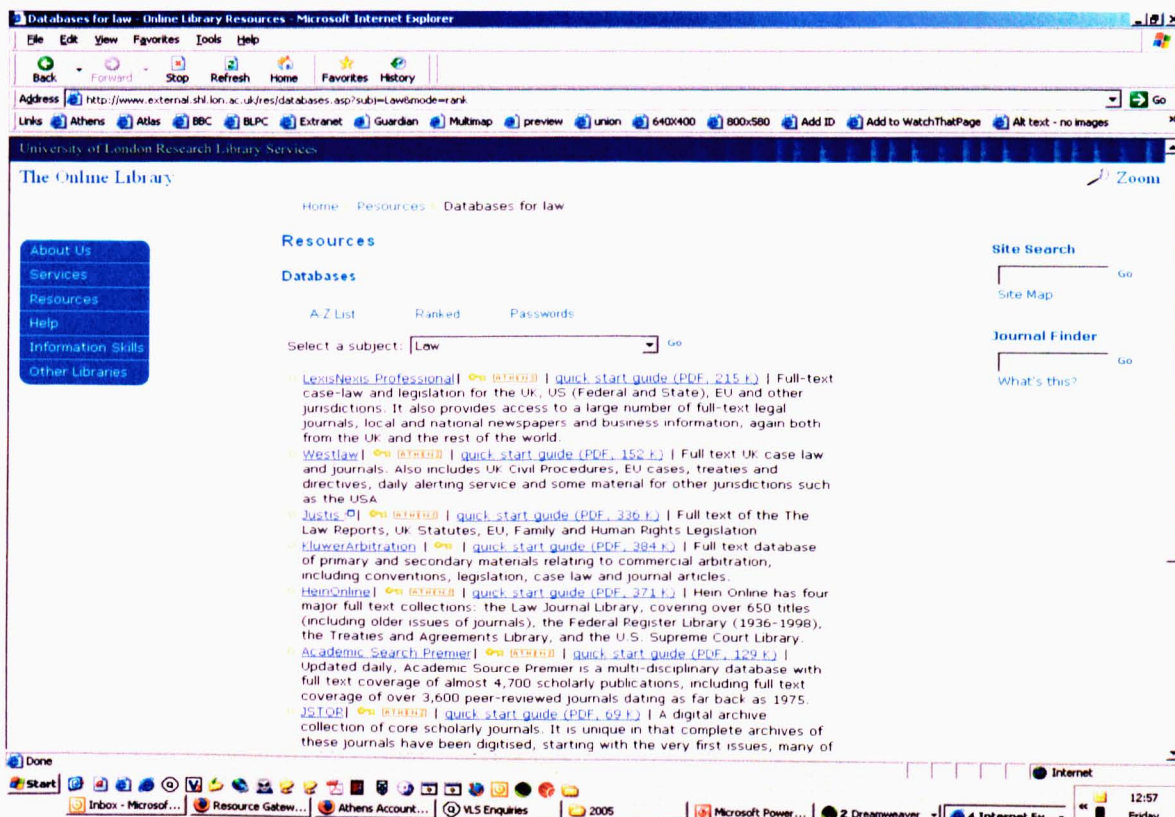 Databases for law - Online Library Resources - Microsoft Internet Explorer
File Edit View Favorites Tools Help
Back Forward Stop Refresh Home Favorites History
Address http://www.external.shl.lon.ac.uk/res/databases.asp?subj=Law&mode=rank Go
Links Athens Atlas BBC BLPC Extranet Guardian Multimap preview union 640X400 800x580 Add ID Add to WatchThatPage Alt text - no images
University of London Research Library Services
The Online Library
Zoom
Home Resources Databases for law
About Us
Services
Resources
Help
Information Skills
Other Libraries
Resources
Databases
A-Z List Ranked Passwords
Select a subject: Law Go
LexisNexis Professional| ATHENS | quick start guide (PDF, 215 K) | Full-text
case-law and legislation for the UK, US (Federal and State), EU and other
jurisdictions. It also provides access to a large number of full-text legal
journals, local and national newspapers and business information, again both
from the UK and the rest of the world.
Westlaw| ATHENS | quick start guide (PDF, 152 K) | Full text UK case law
and journals. Also includes UK Civil Procedures, EU cases, treaties and
directives, daily alerting service and some material for other jurisdictions such
as the USA
Justis | ATHENS | quick start guide (PDF, 336 K) | Full text of the The
Law Reports, UK Statutes, EU, Family and Human Rights Legislation
KluwerArbitration | quick start guide (PDF, 384 K) | Full text database
of primary and secondary materials relating to commercial arbitration,
including conventions, legislation, case law and journal articles.
HeinOnline| ATHENS | quick start guide (PDF, 371 K) | Hein Online has four
major full text collections: the Law Journal Library, covering over 650 titles
(including older issues of journals), the Federal Register Library (1936-1998),
the Treaties and Agreements Library, and the U.S. Supreme Court Library.
Academic Search Premier| ATHENS | quick start guide (PDF, 129 K) |
Updated daily, Academic Source Premier is a multi-disciplinary database with
full text coverage of almost 4,700 scholarly publications, including full text
coverage of over 3,600 peer-reviewed journals dating as far back as 1975.
JSTOR| ATHENS | quick start guide (PDF, 69 K) | A digital archive
collection of core scholarly journals. It is unique in that complete archives of
these journals have been digitised, starting with the very first issues, many of
Site Search
Go
Site Map
Journal Finder
Go
What's this?
Done Internet
Start
Inbox - Microsof... Resource Gatew... Athens Account... VLS Enquiries 2005 Microsoft Power... 2 Dreamweaver 4 Internet Ex...
12:57
Friday